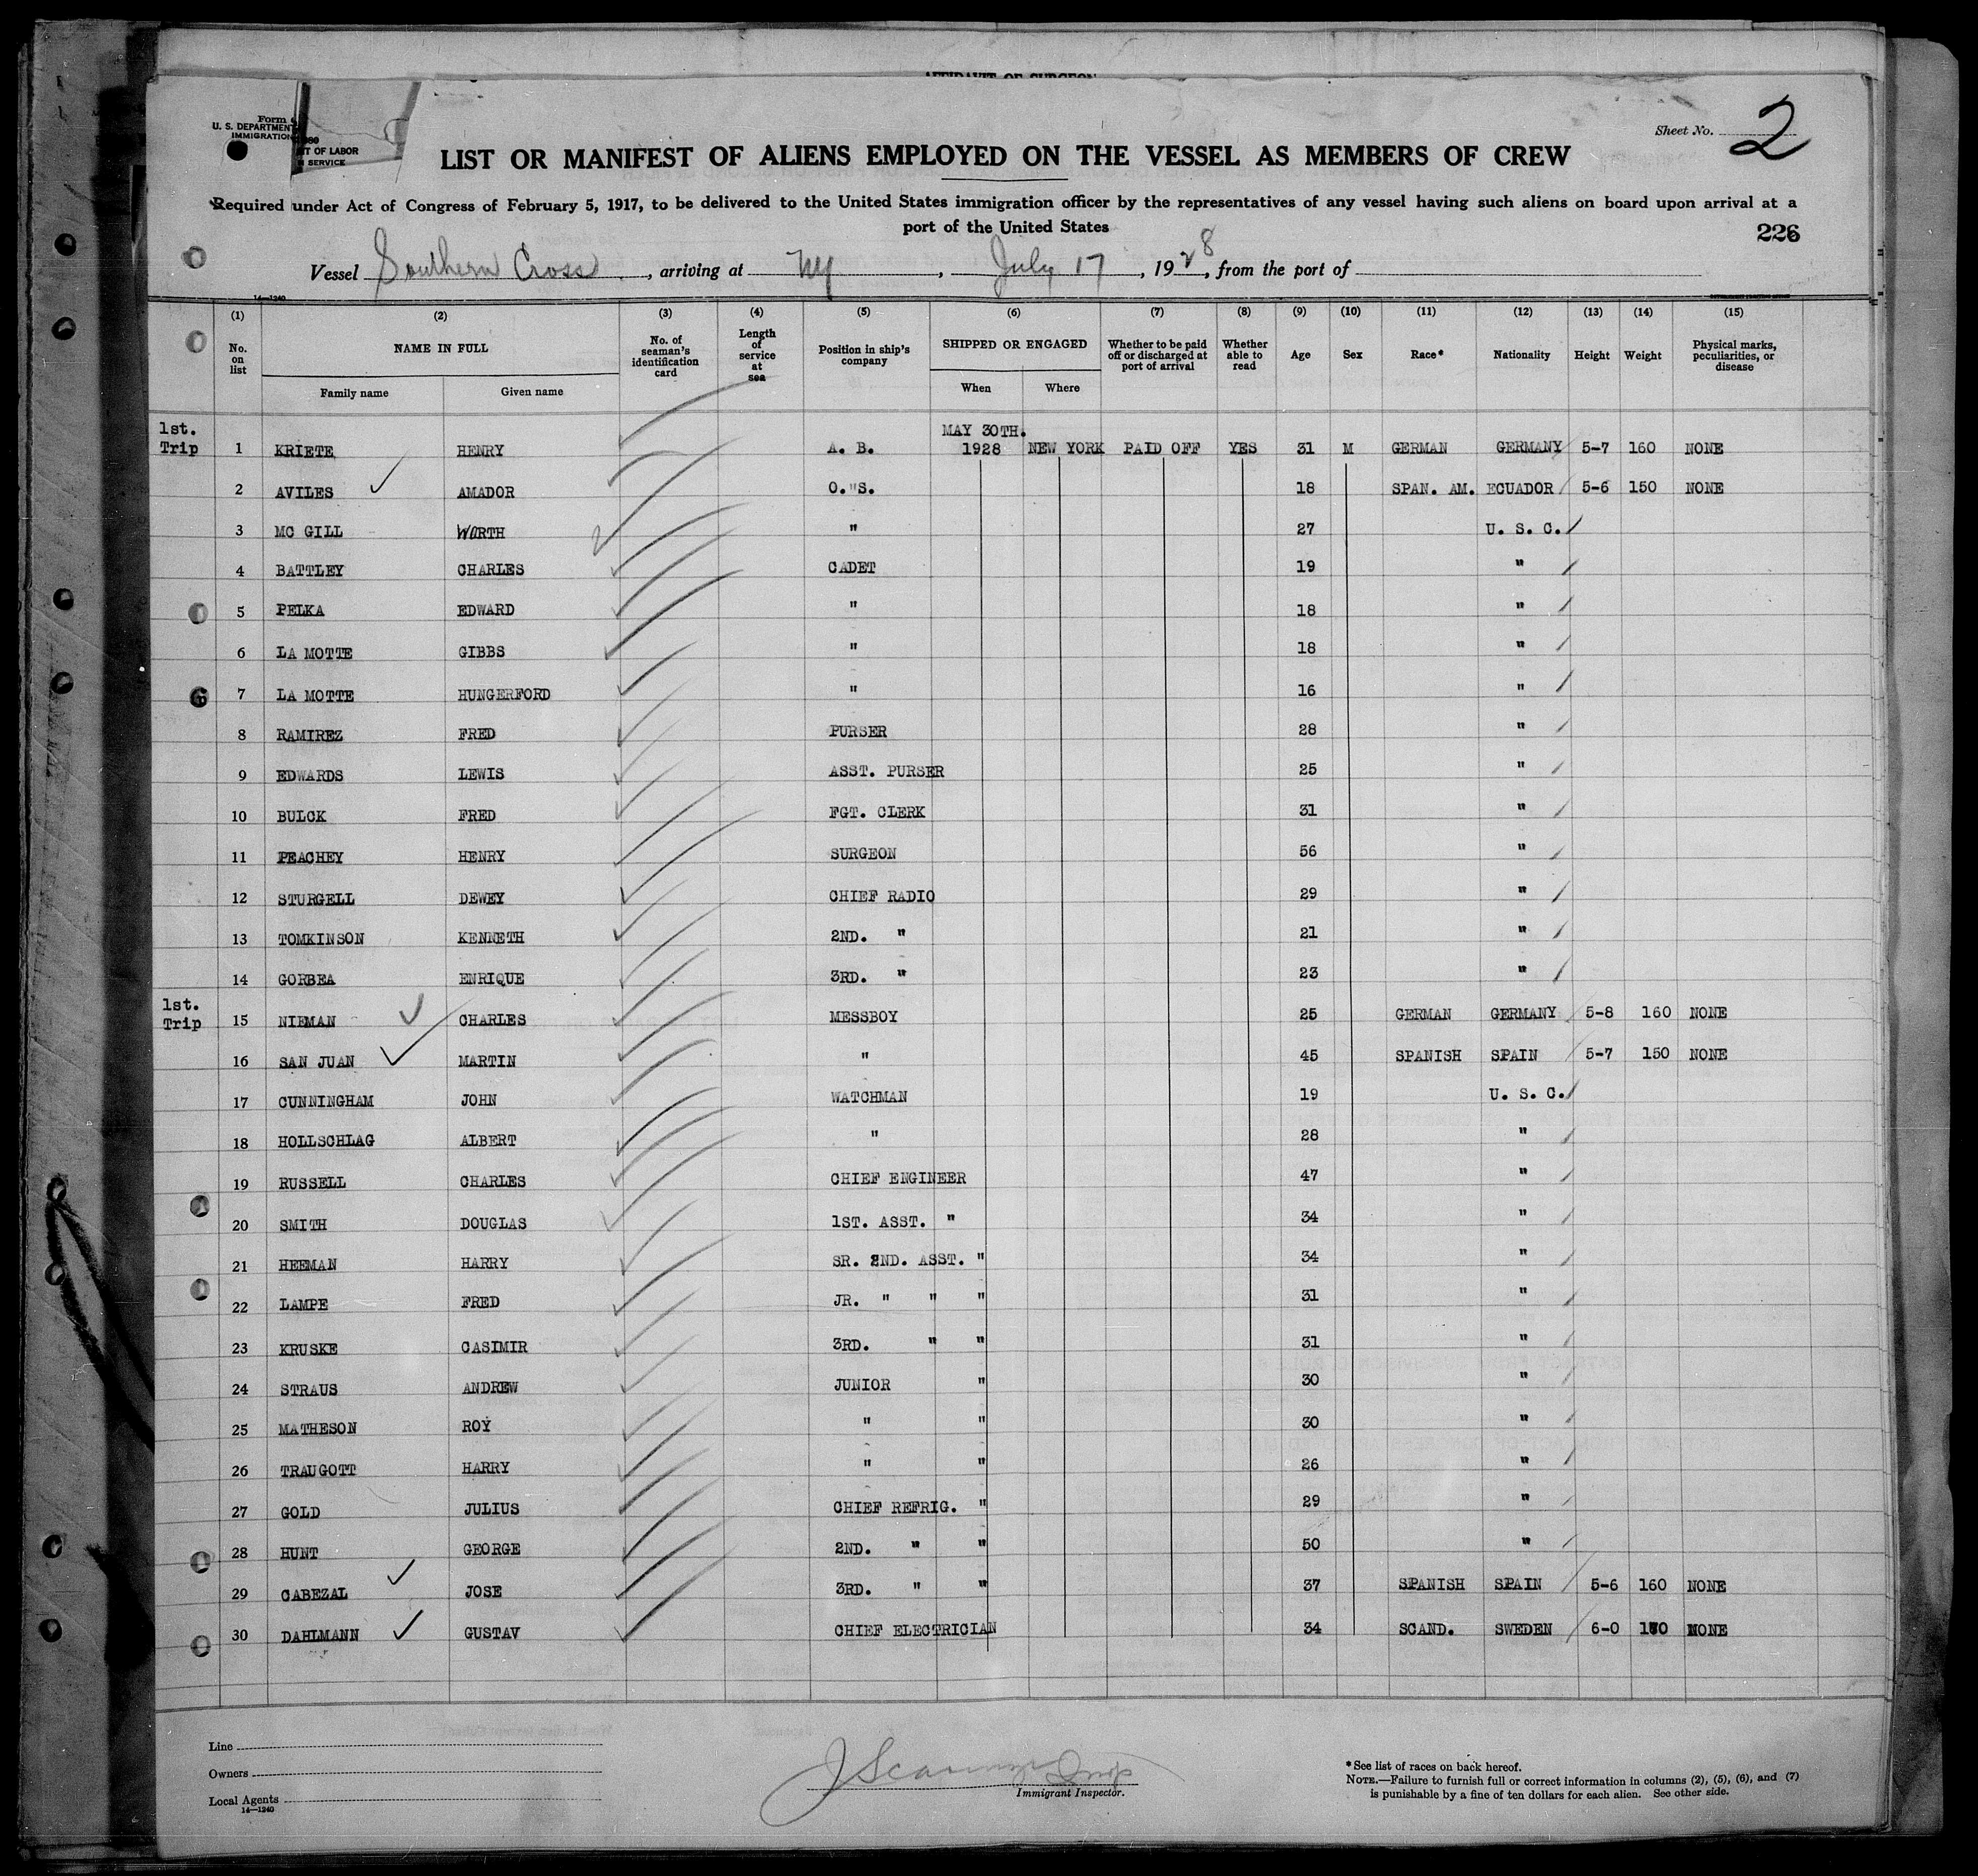 AFFIDAVIT OF SURGEON
Form 680
U. S. DEPARTMENT OF LABOR
IMMIGRATION SERVICE
Sheet No. 2
LIST OR MANIFEST OF ALIENS EMPLOYED ON THE VESSEL AS MEMBERS OF CREW
Required under Act of Congress of February 5, 1917, to be delivered to the United States immigration officer by the representatives of any vessel having such aliens on board upon arrival at a
port of the United States
226
Vessel Southern Cross, arriving at NY, July 17, 1928, from the port of
14—1240
(1) (2) (3) (4) (5) (6) (7) (8) (9) (10) (11) (12) (13) (14) (15)
No. on list NAME IN FULL No. of seaman's identification card Length of service at sea Position in ship's company SHIPPED OR ENGAGED Whether to be paid off or discharged at port of arrival Whether able to read Age Sex Race* Nationality Height Weight Physical marks, peculiarities, or disease
Family name Given name When Where
1st. Trip 1 KRIETE HENRY A. B. MAY 30TH. 1928 NEW YORK PAID OFF YES 31 M GERMAN GERMANY 5-7 160 NONE
2 AVILES AMADOR O. S. 18 SPAN. AM. ECUADOR 5-6 150 NONE
3 MC GILL WORTH " 27 U. S. C.
4 BATTLEY CHARLES CADET 19 "
5 PELKA EDWARD " 18 "
6 LA MOTTE GIBBS " 18 "
6 7 LA MOTTE HUNGERFORD " 16 "
8 RAMIREZ FRED PURSER 28 "
9 EDWARDS LEWIS ASST. PURSER 25 "
10 BULCK FRED FGT. CLERK 31 "
11 PEACHEY HENRY SURGEON 56 "
12 STURGELL DEWEY CHIEF RADIO 29 "
13 TOMKINSON KENNETH 2ND. " 21 "
14 GORBEA ENRIQUE 3RD. " 23 "
1st. Trip 15 NIEMAN CHARLES MESSBOY 25 GERMAN GERMANY 5-8 160 NONE
16 SAN JUAN MARTIN " 45 SPANISH SPAIN 5-7 150 NONE
17 CUNNINGHAM JOHN WATCHMAN 19 U. S. C.
18 HOLLSCHLAG ALBERT " 28 "
19 RUSSELL CHARLES CHIEF ENGINEER 47 "
20 SMITH DOUGLAS 1ST. ASST. " 34 "
21 HEEMAN HARRY SR. 2ND. ASST. " 34 "
22 LAMPE FRED JR. " " " 31 "
23 KRUSKE CASIMIR 3RD. " " 31 "
24 STRAUS ANDREW JUNIOR " 30 "
25 MATHESON ROY " " 30 "
26 TRAUGOTT HARRY " " 26 "
27 GOLD JULIUS CHIEF REFRIG. " 29 "
28 HUNT GEORGE 2ND. " " 50 "
29 CABEZAL JOSE 3RD. " " 37 SPANISH SPAIN 5-6 160 NONE
30 DAHLMANN GUSTAV CHIEF ELECTRICIAN 34 SCAND. SWEDEN 6-0 170 NONE
Line
Owners
Local Agents
14—1240
Immigrant Inspector.
*See list of races on back hereof.
NOTE.—Failure to furnish full or correct information in columns (2), (5), (6), and (7)
is punishable by a fine of ten dollars for each alien. See other side.